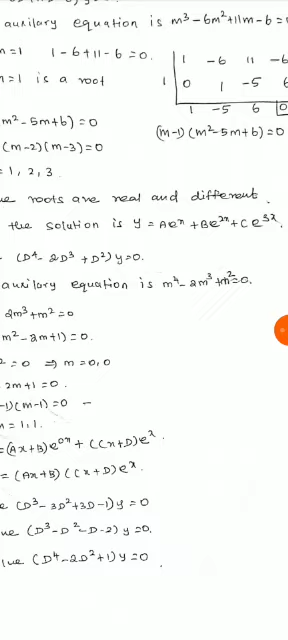 auxilary equation is m³-6m²+11m-6=0
m=1 1-6+11-6=0. 1 -6 11 -6
m=1 is a root 1 0 1 -5 6
1 -5 6 0
m²-5m+6)=0 (m-1)(m²-5m+6)=0
(m-2)(m-3)=0
= 1, 2, 3.
roots are real and different.
the solution is y = Aeˣ + Be²ˣ + Ce³ˣ.
(D⁴- 2D³ + D²)y=0.
auxilary equation is m⁴-2m³+m²=0.
2m³+m²=0
m²-2m+1)=0.
=0 ⇒ m=0,0
2m+1=0.
-1)(m-1)=0 -
= 1,1.
=(Ax+B)e⁰ˣ + (Cx+D)eˣ
= (Ax+B)(Cx+D)eˣ.
(D³-3D²+3D-1)y=0
(D³-D²-D-2)y=0.
(D⁴-2D²+1)y=0